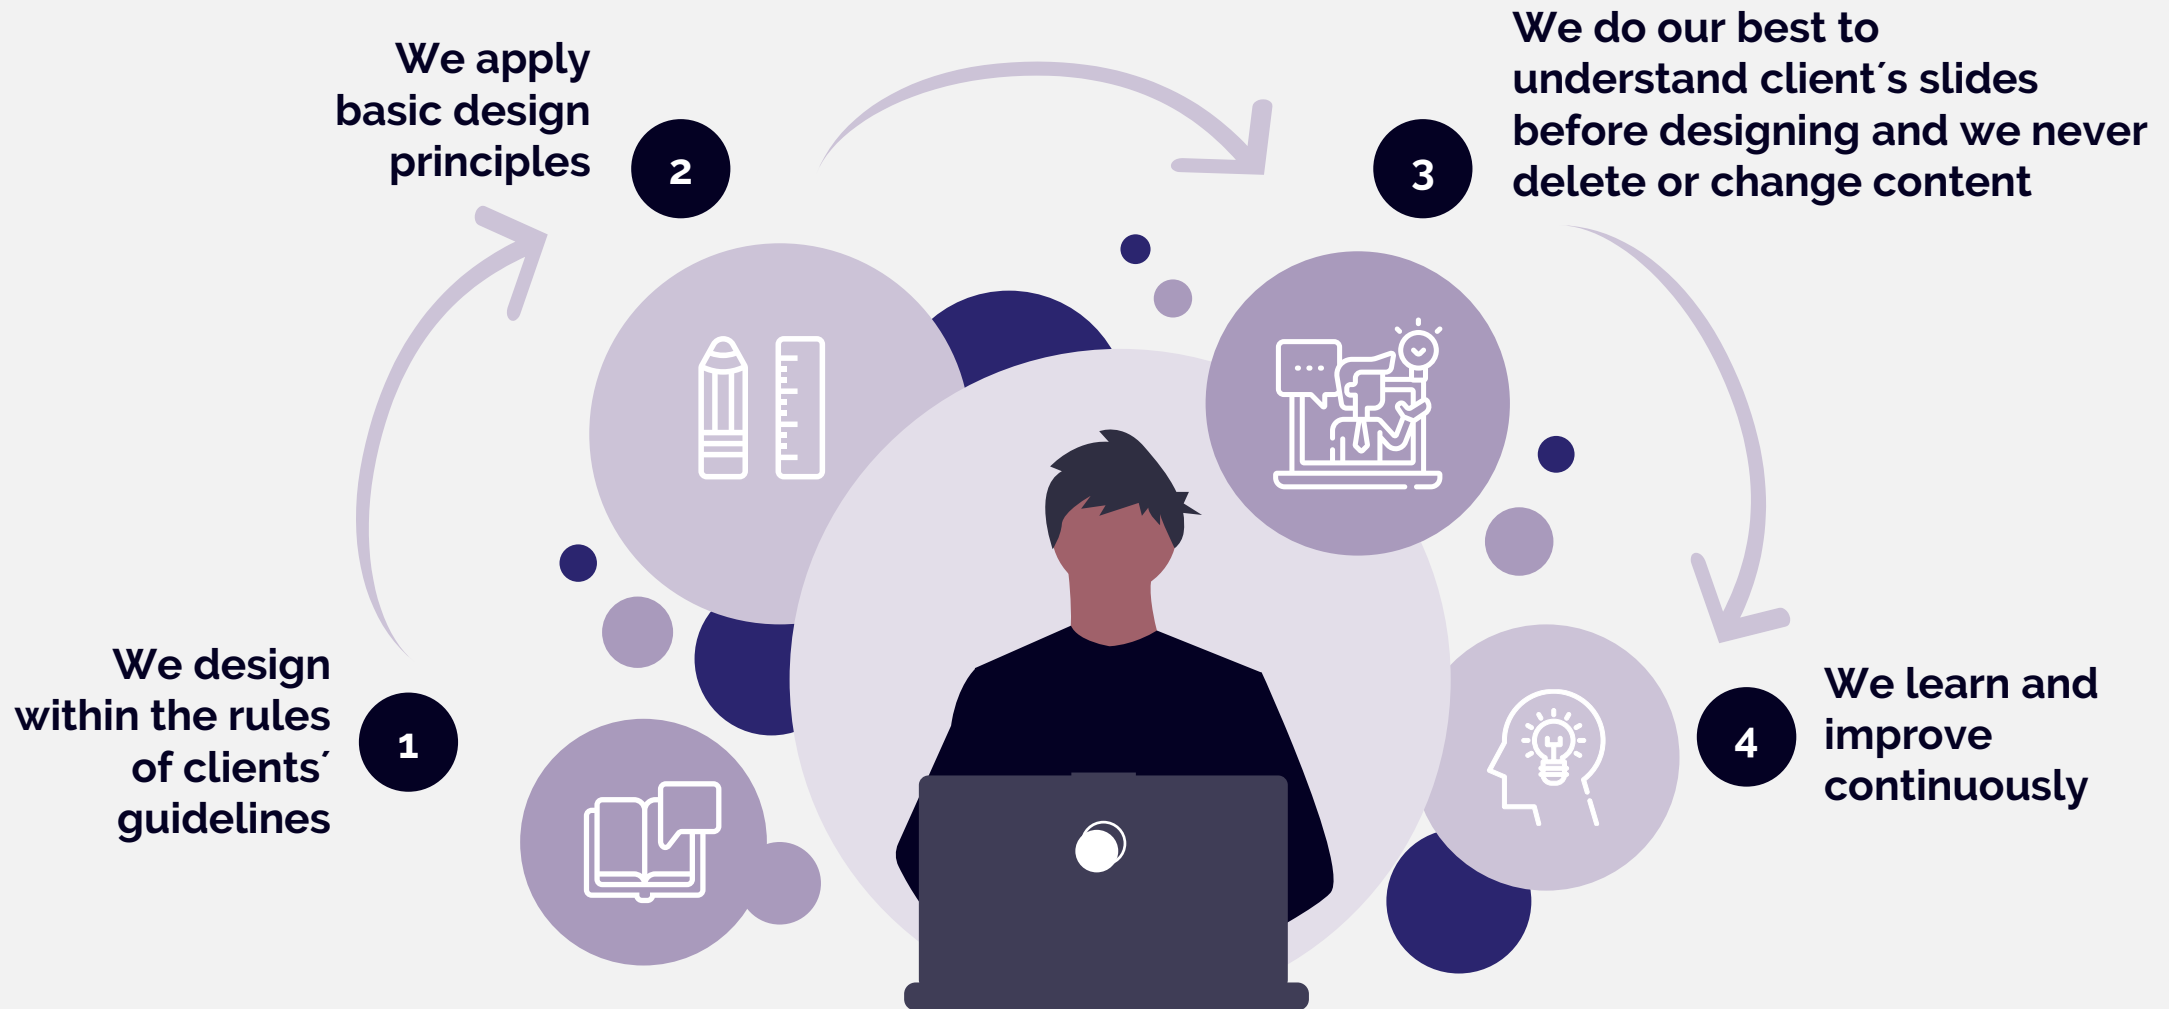 1
We design
within the rules
of clients´
guidelines
2
We apply
basic design
principles
3
We do our best to
understand client´s slides
before designing and we never
delete or change content
4
We learn and
improve
continuously